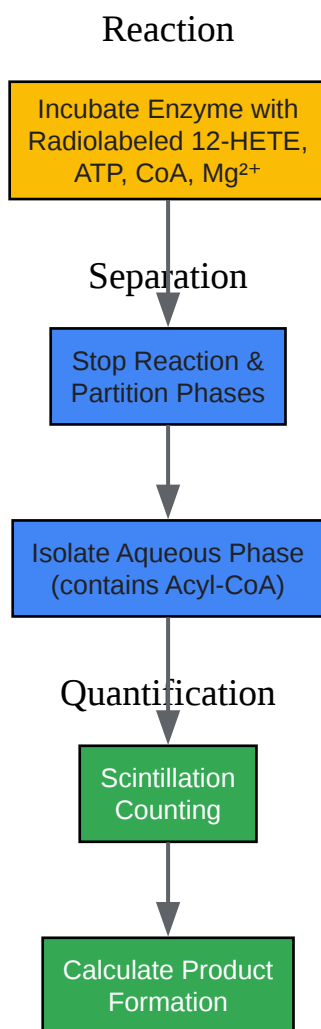 Reaction
Incubate Enzyme with
Radiolabeled 12-HETE,
ATP, CoA, Mg²⁺
Separation
Stop Reaction &
Partition Phases
Isolate Aqueous Phase
(contains Acyl-CoA)
Quantification
Scintillation
Counting
Calculate Product
Formation